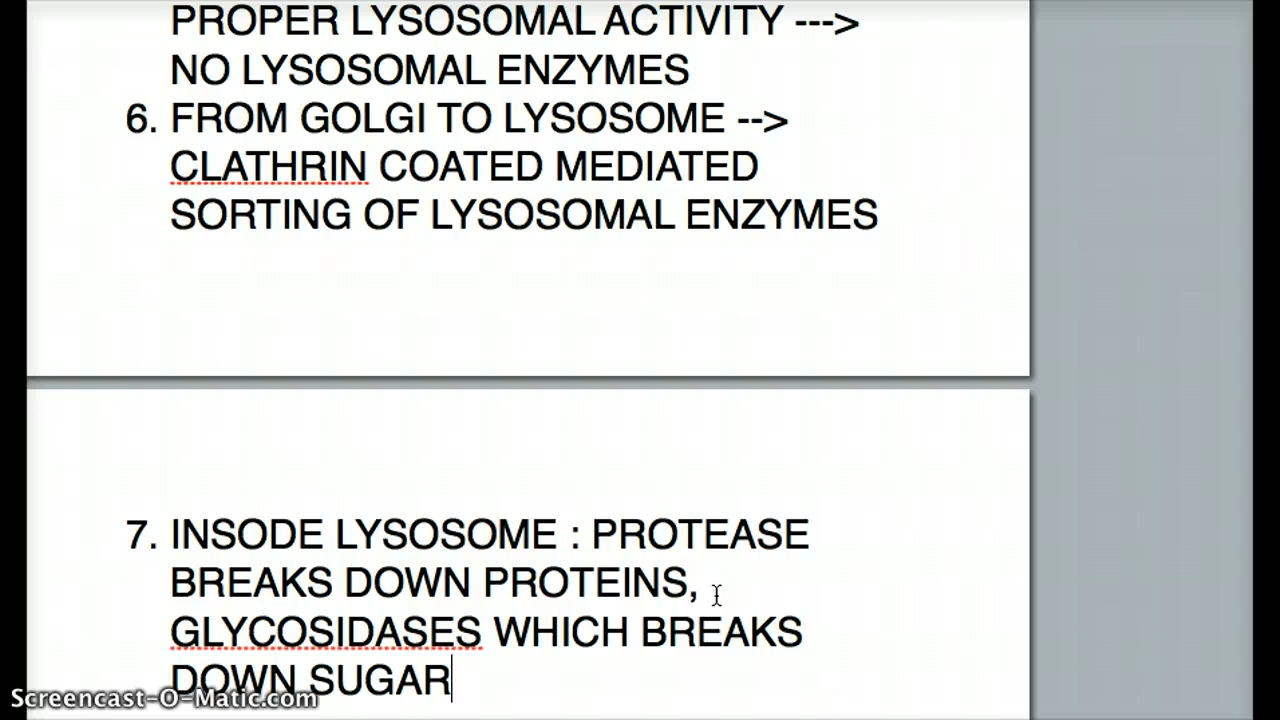 PROPER LYSOSOMAL ACTIVITY --->
NO LYSOSOMAL ENZYMES
6. FROM GOLGI TO LYSOSOME -->
CLATHRIN COATED MEDIATED
SORTING OF LYSOSOMAL ENZYMES
7. INSODE LYSOSOME : PROTEASE
BREAKS DOWN PROTEINS,
GLYCOSIDASES WHICH BREAKS
DOWN SUGAR
Screencast-O-Matic.com